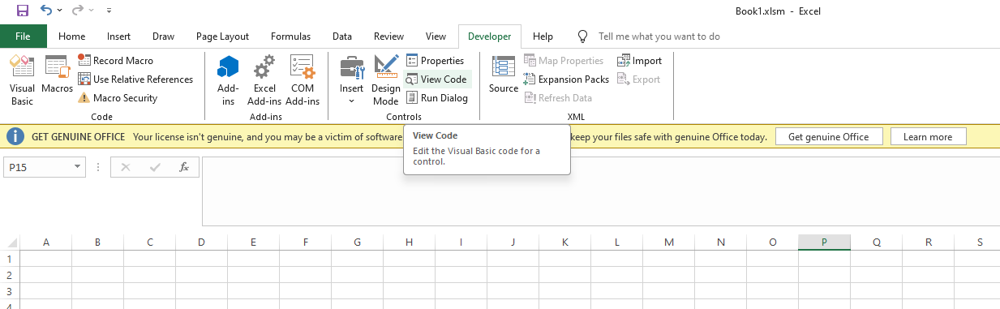 Book1.xlsm - Excel
File Home Insert Draw Page Layout Formulas Data Review View Developer Help Tell me what you want to do
Visual Basic
Macros
Record Macro
Use Relative References
Macro Security
Code
Add-ins
Excel Add-ins
COM Add-ins
Add-ins
Insert
Design Mode
Properties
View Code
Run Dialog
Controls
Source
Map Properties
Expansion Packs
Refresh Data
Import
Export
XML
GET GENUINE OFFICE Your license isn't genuine, and you may be a victim of software keep your files safe with genuine Office today. Get genuine Office Learn more
View Code
Edit the Visual Basic code for a
control.
P15 fx
A B C D E F G H I J K L M N O P Q R S
1
2
3
4